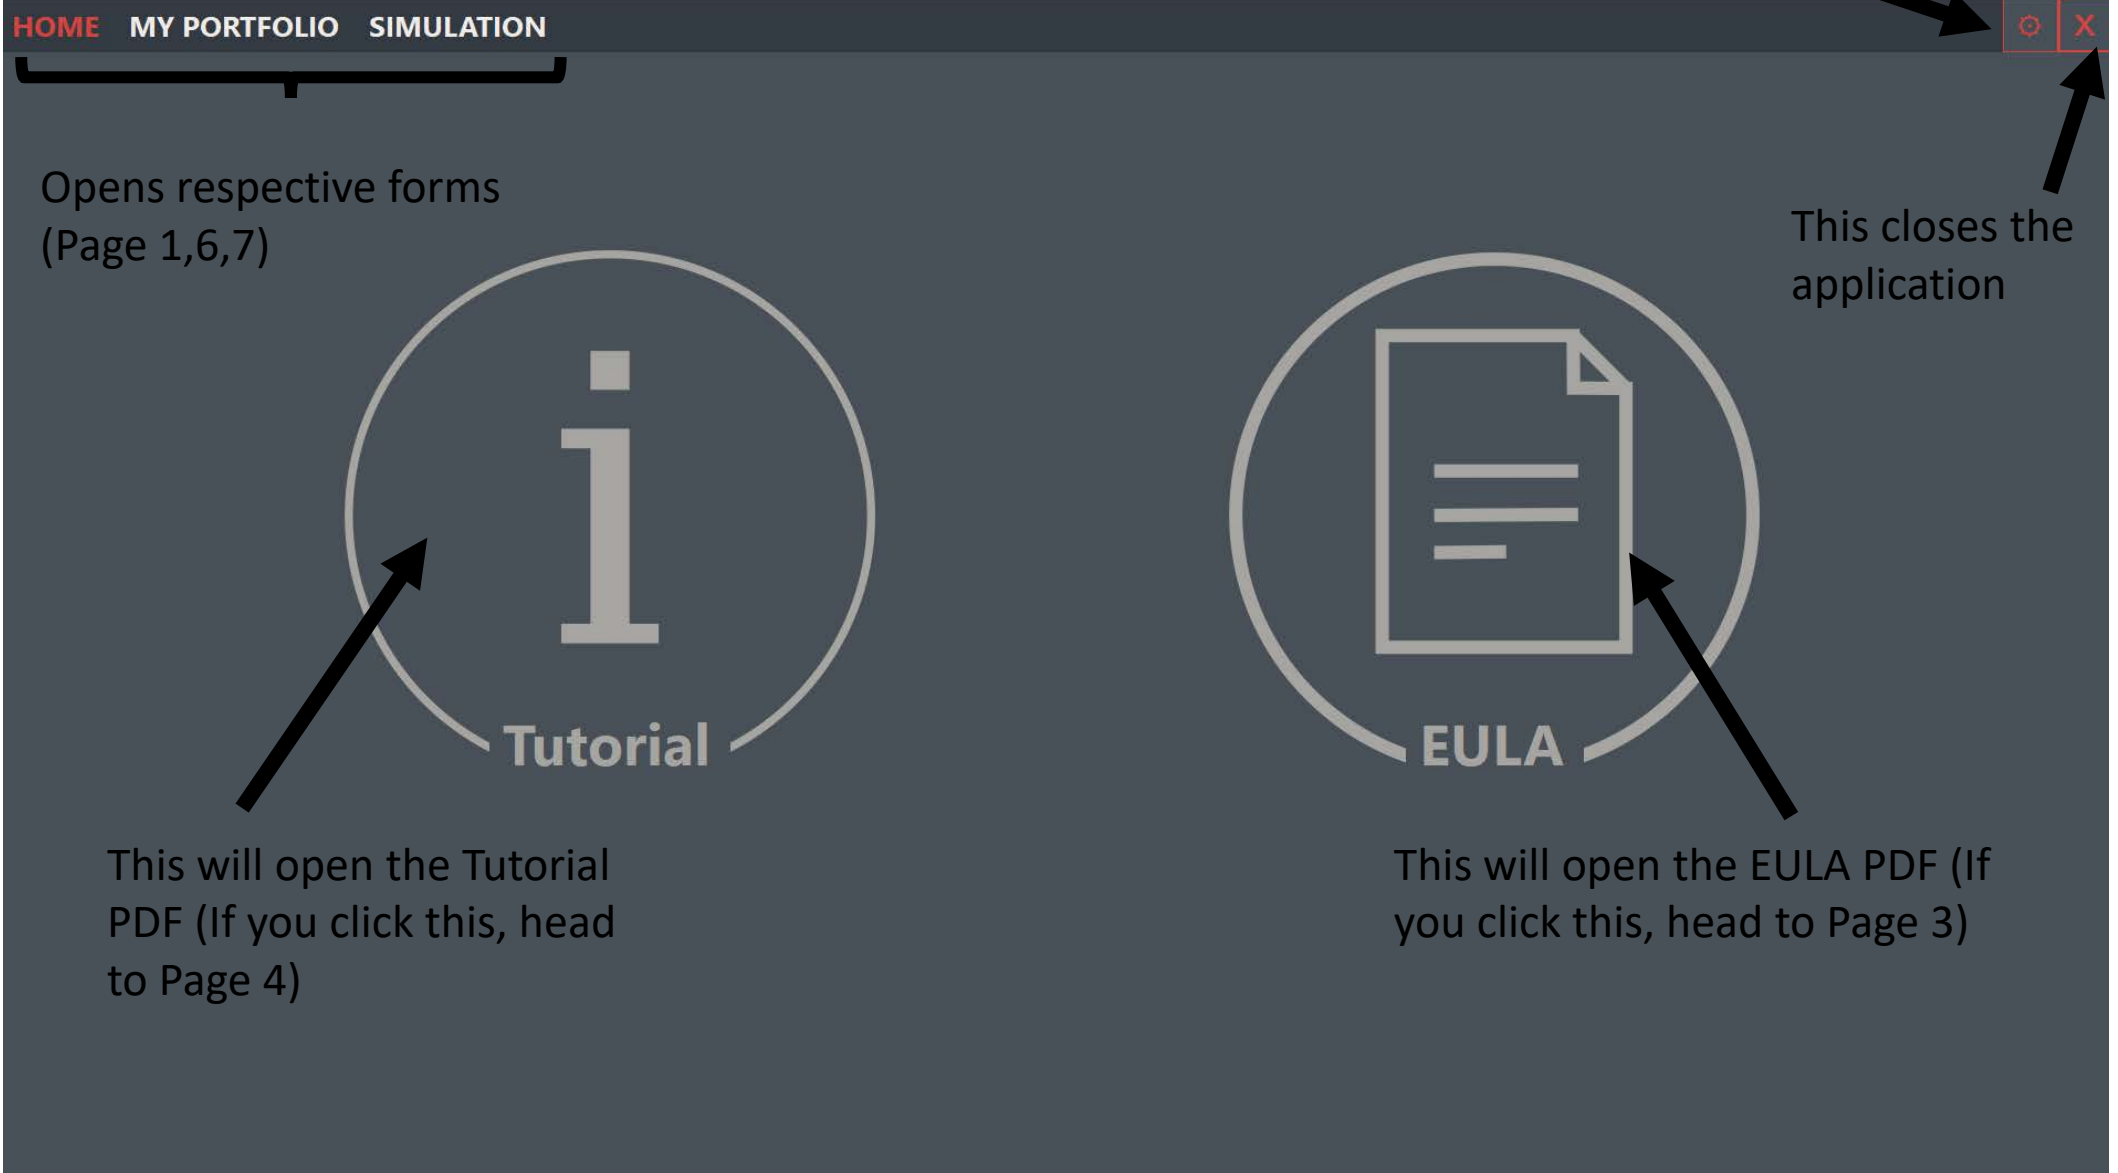 HOME MY PORTFOLIO SIMULATION X
Opens respective forms
(Page 1,6,7)
This closes the
application
i
Tutorial
EULA
This will open the Tutorial
PDF (If you click this, head
to Page 4)
This will open the EULA PDF (If
you click this, head to Page 3)